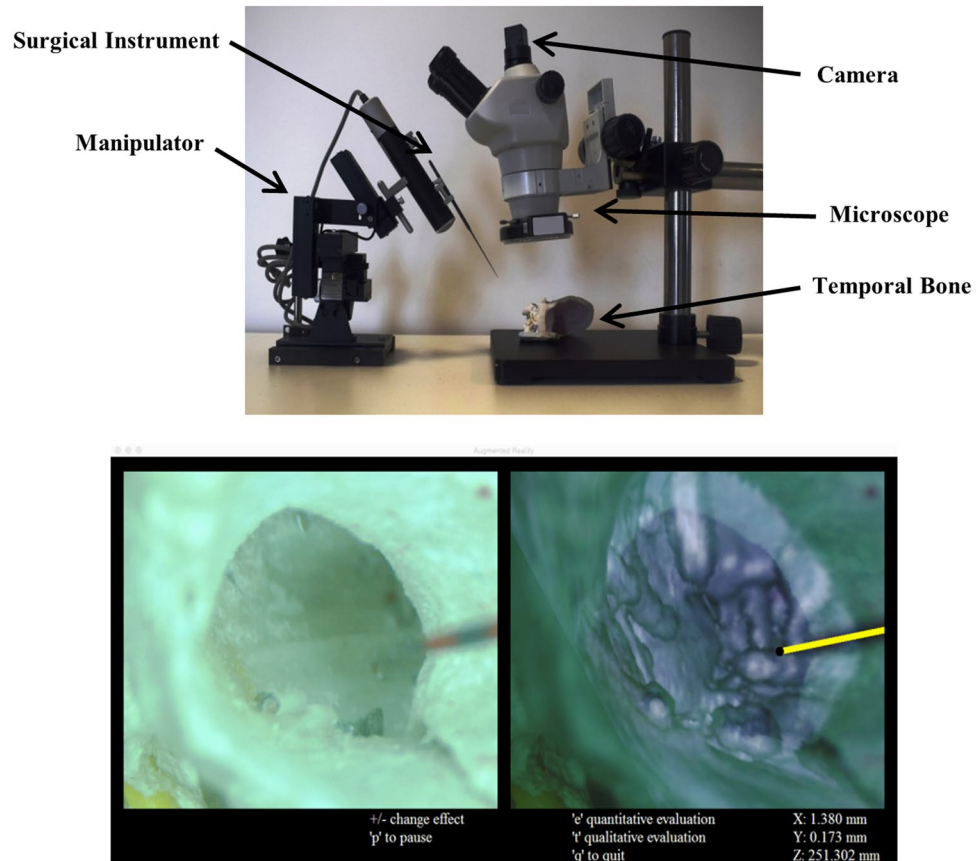 Surgical Instrument
Camera
Manipulator
Microscope
Temporal Bone
Augmented Reality
+/- change effect
'p' to pause
'e' quantitative evaluation
't' qualitative evaluation
'q' to quit
X: 1.380 mm
Y: 0.173 mm
Z: 251.302 mm